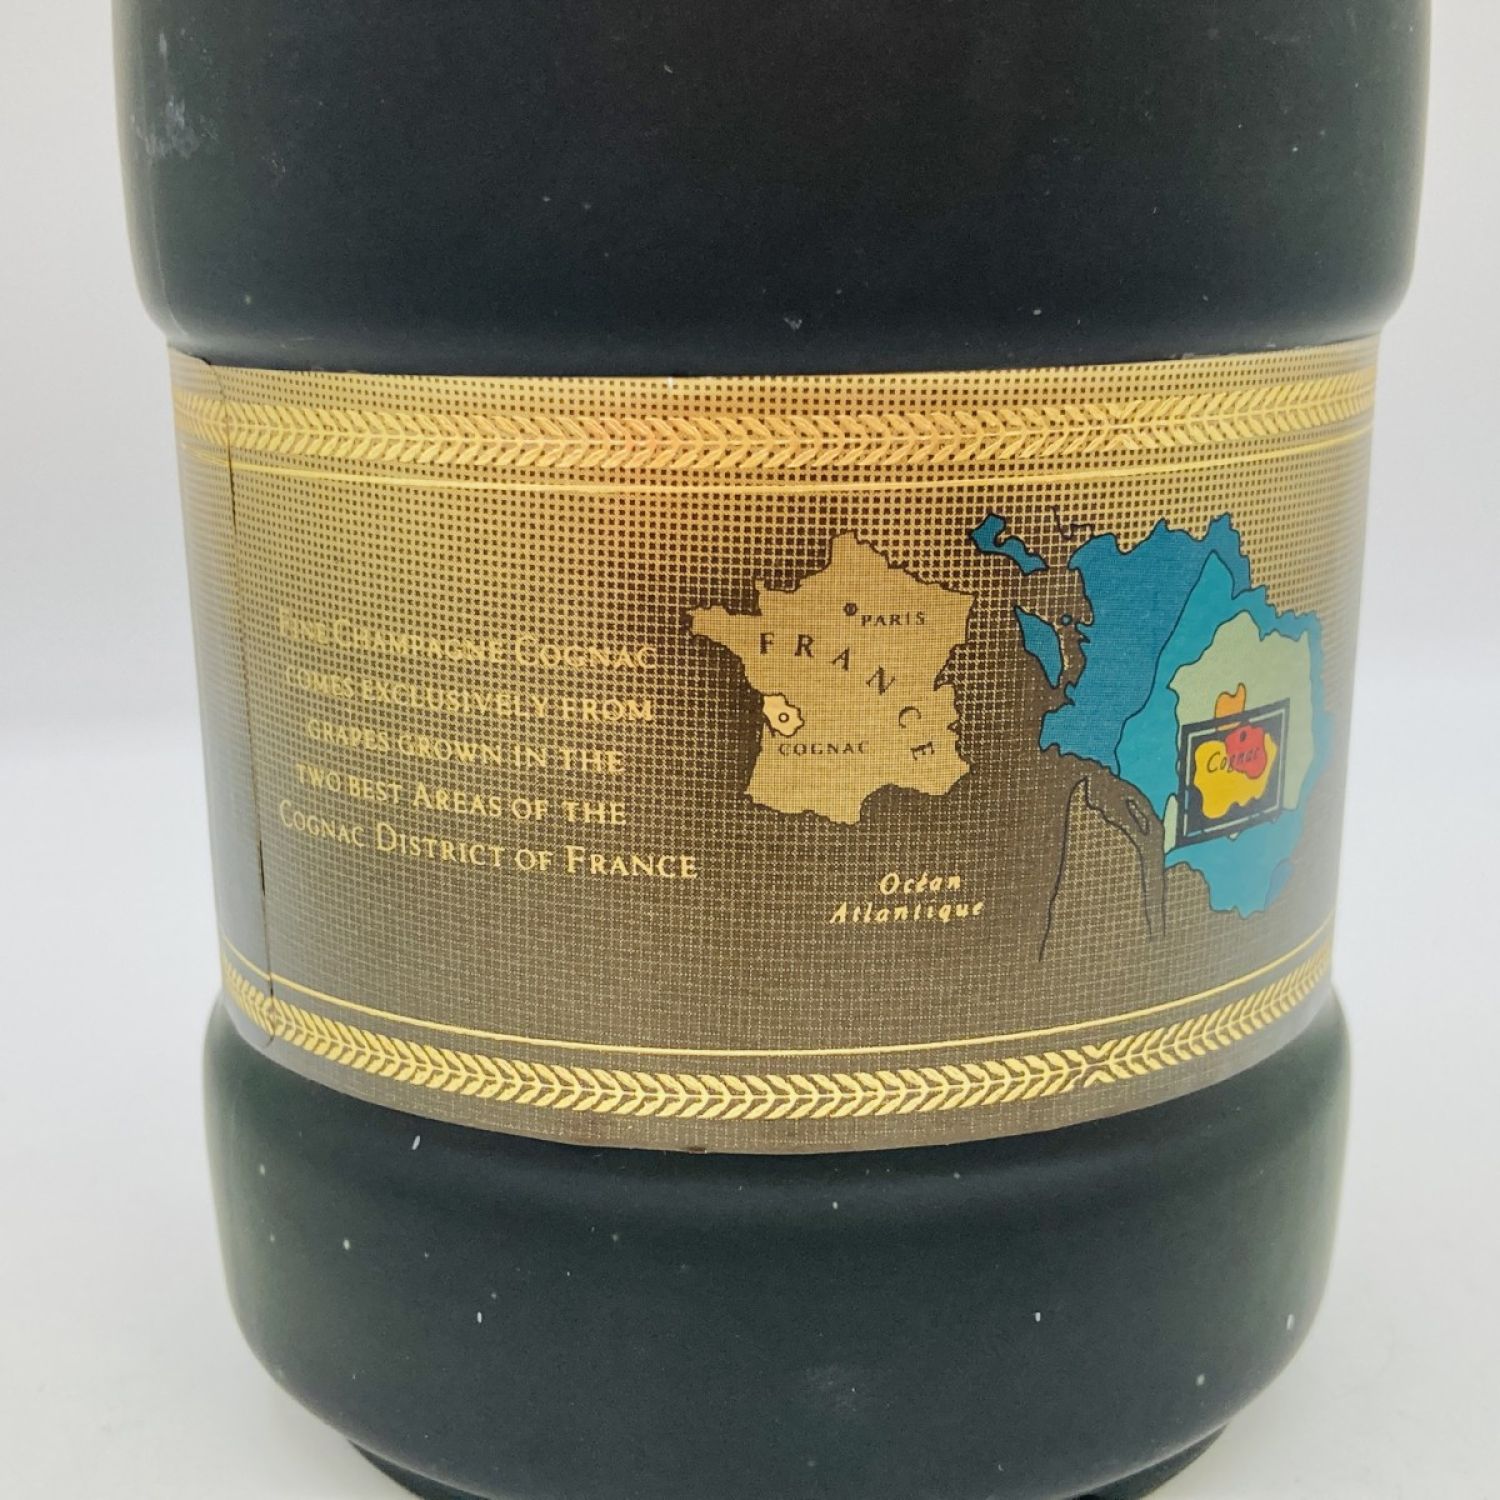 Fine Champagne Cognac
comes exclusively from
grapes grown in the
two best Areas of the
Cognac District of France
PARIS
FRANCE
COGNAC
Océan
Atlantique
Cognac